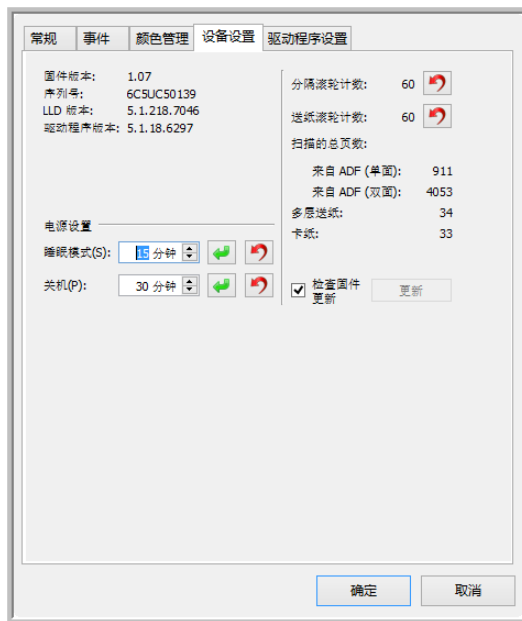 常规 事件 颜色管理 设备设置 驱动程序设置
固件版本: 1.07
序列号: 6C5UC50139
LLD 版本: 5.1.218.7046
驱动程序版本: 5.1.18.6297
电源设置
睡眠模式(S): 15 分钟
关机(P): 30 分钟
分隔滚轮计数: 60
送纸滚轮计数: 60
扫描的总页数:
来自 ADF (单面): 911
来自 ADF (双面): 4053
多层送纸: 34
卡纸: 33
检查固件
更新
更新
确定 取消